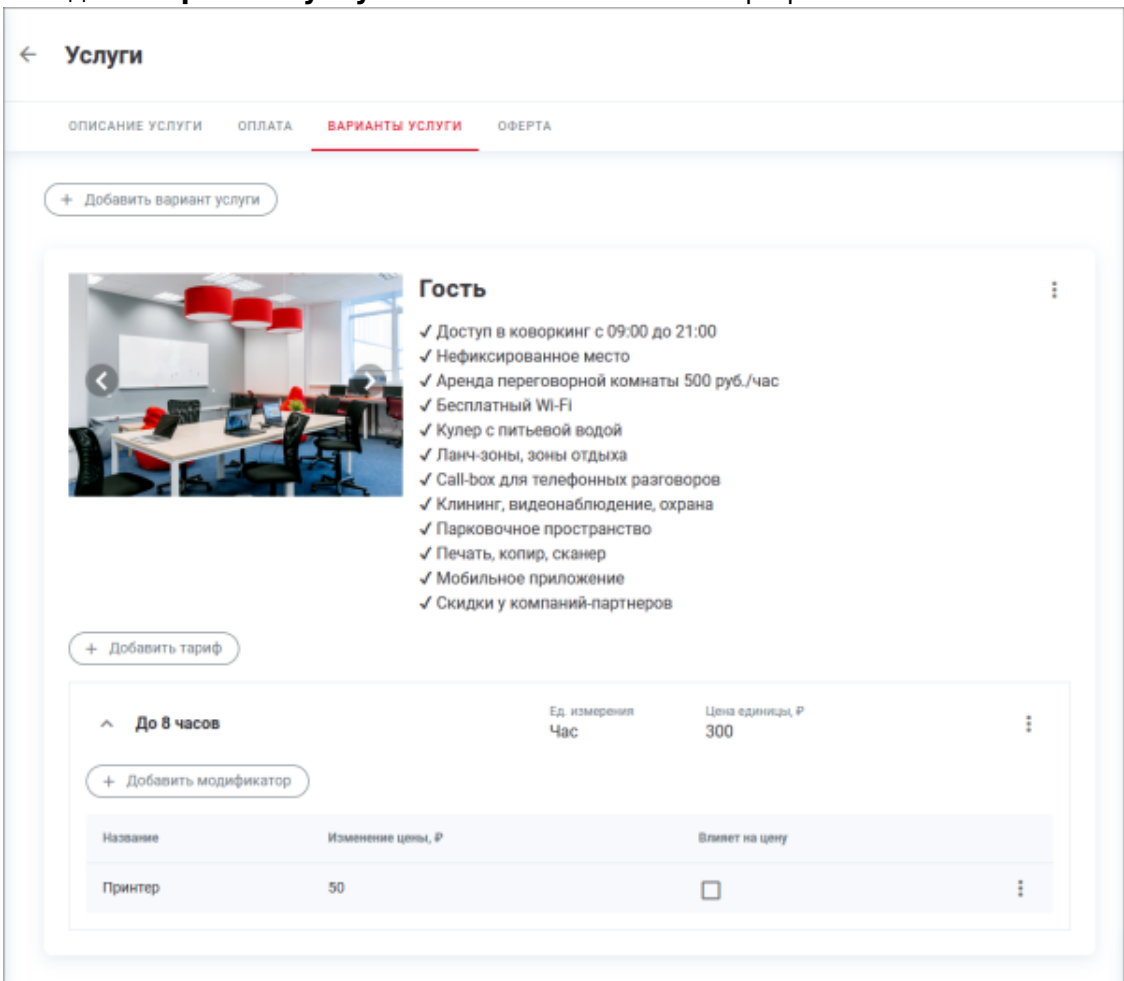 Услуги
ОПИСАНИЕ УСЛУГИ ОПЛАТА ВАРИАНТЫ УСЛУГИ ОФЕРТА
+ Добавить вариант услуги
Гость
✓ Доступ в коворкинг с 09:00 до 21:00
✓ Нефиксированное место
✓ Аренда переговорной комнаты 500 руб./час
✓ Бесплатный Wi-Fi
✓ Кулер с питьевой водой
✓ Ланч-зоны, зоны отдыха
✓ Call-box для телефонных разговоров
✓ Клининг, видеонаблюдение, охрана
✓ Парковочное пространство
✓ Печать, копир, сканер
✓ Мобильное приложение
✓ Скидки у компаний-партнеров
+ Добавить тариф
Ед. измерения Цена единицы, ₽
До 8 часов Час 300
+ Добавить модификатор
Название Изменение цены, ₽ Влияет на цену
Принтер 50